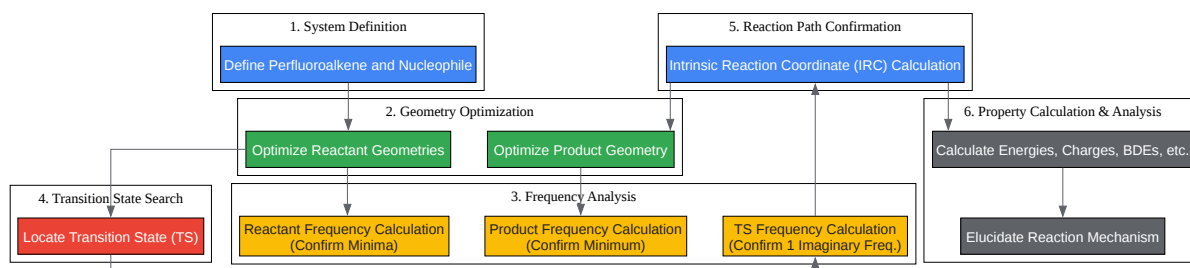 1. System Definition
Define Perfluoroalkene and Nucleophile
5. Reaction Path Confirmation
Intrinsic Reaction Coordinate (IRC) Calculation
2. Geometry Optimization
Optimize Reactant Geometries
Optimize Product Geometry
6. Property Calculation & Analysis
Calculate Energies, Charges, BDEs, etc.
Elucidate Reaction Mechanism
4. Transition State Search
Locate Transition State (TS)
3. Frequency Analysis
Reactant Frequency Calculation
(Confirm Minima)
Product Frequency Calculation
(Confirm Minimum)
TS Frequency Calculation
(Confirm 1 Imaginary Freq.)